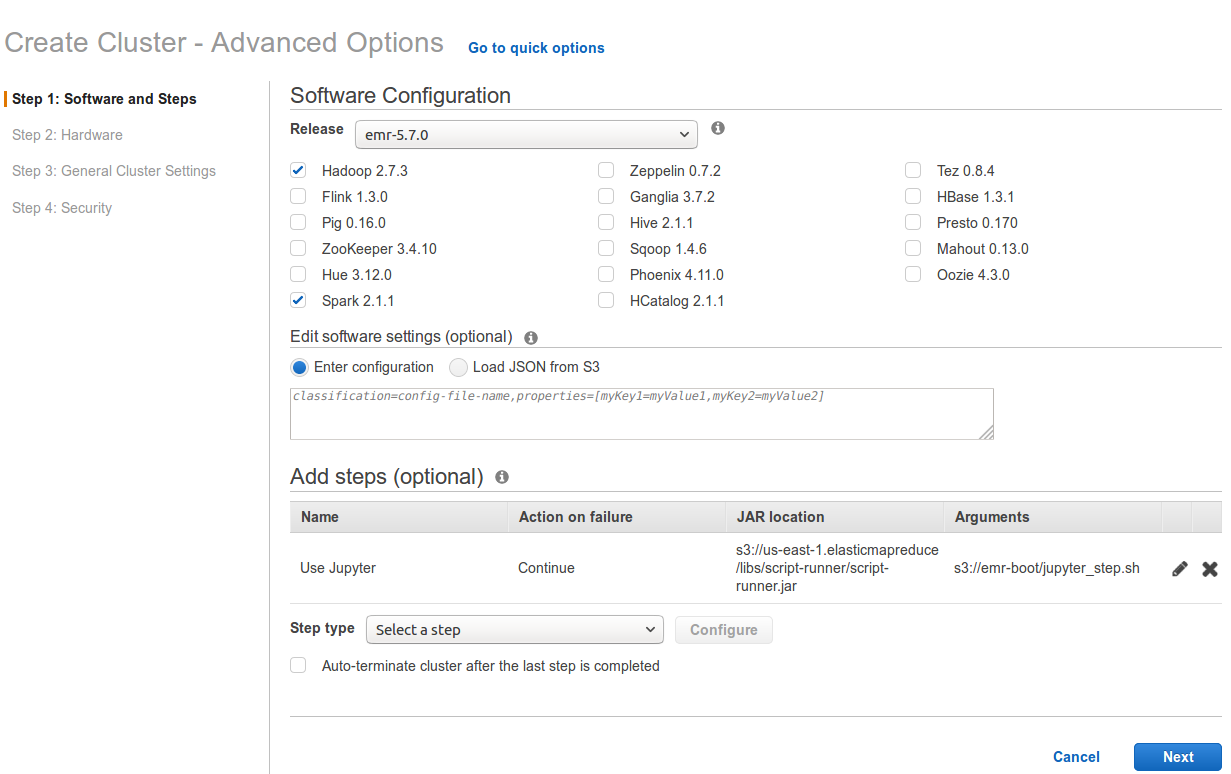 Create Cluster - Advanced Options Go to quick options
Step 1: Software and Steps
Step 2: Hardware
Step 3: General Cluster Settings
Step 4: Security
Software Configuration
Release emr-5.7.0
Hadoop 2.7.3 Zeppelin 0.7.2 Tez 0.8.4
Flink 1.3.0 Ganglia 3.7.2 HBase 1.3.1
Pig 0.16.0 Hive 2.1.1 Presto 0.170
ZooKeeper 3.4.10 Sqoop 1.4.6 Mahout 0.13.0
Hue 3.12.0 Phoenix 4.11.0 Oozie 4.3.0
Spark 2.1.1 HCatalog 2.1.1
Edit software settings (optional)
Enter configuration Load JSON from S3
classification=config-file-name,properties=[myKey1=myValue1,myKey2=myValue2]
Add steps (optional)
Name Action on failure JAR location Arguments
Use Jupyter Continue s3://us-east-1.elasticmapreduce
/libs/script-runner/script-
runner.jar s3://emr-boot/jupyter_step.sh
Step type Select a step Configure
Auto-terminate cluster after the last step is completed
Cancel Next